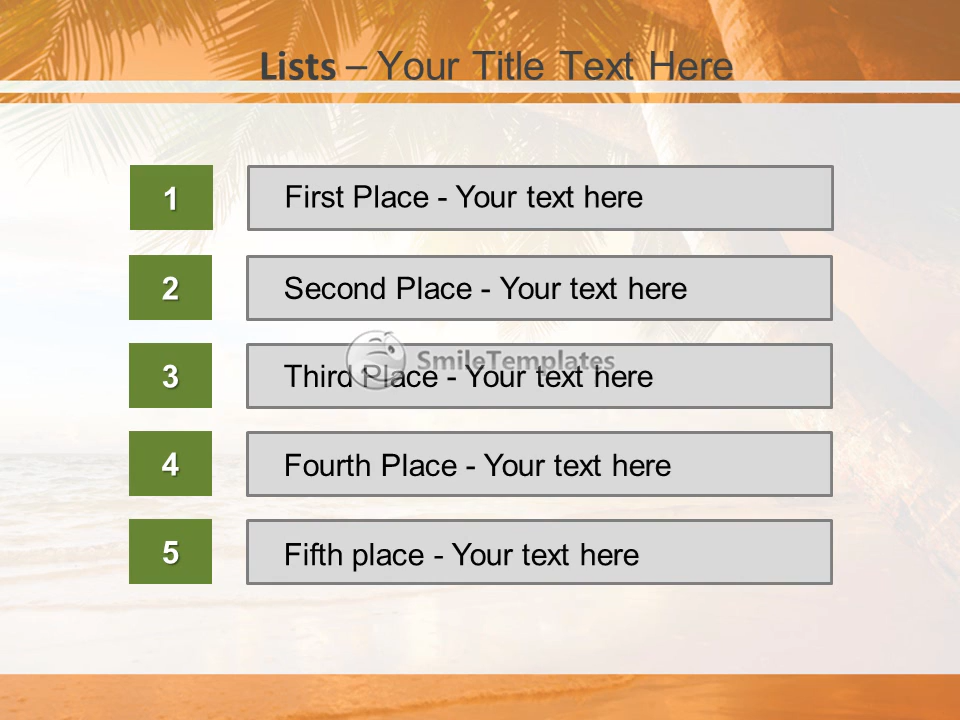 Lists – Your Title Text Here
1 First Place - Your text here
2 Second Place - Your text here
SmileTemplates
3 Third Place - Your text here
4 Fourth Place - Your text here
5 Fifth place - Your text here